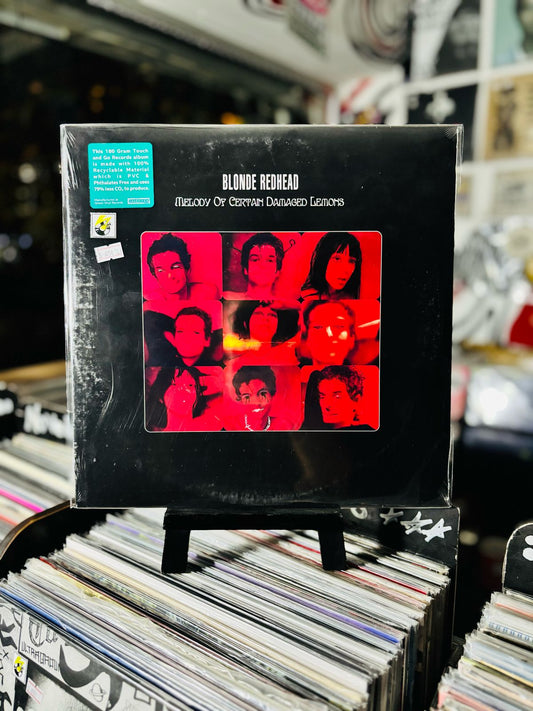 This 180 Gram Touch
and Go Records album
is made with 100%
Recyclable Material
which is PVC &
Phthalates Free and uses
79% less CO₂ to produce.
BLONDE REDHEAD
MELODY OF CERTAIN DAMAGED LEMONS